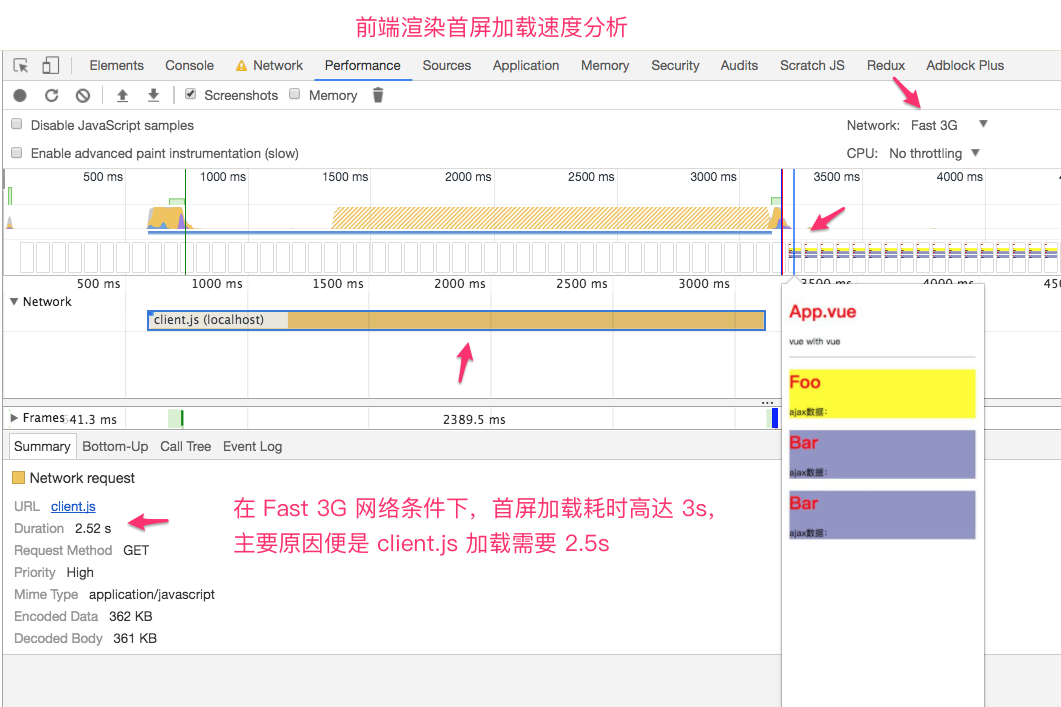 前端渲染首屏加载速度分析
Elements Console Network Performance Sources Application Memory Security Audits Scratch JS Redux Adblock Plus
Screenshots Memory
Disable JavaScript samples Network: Fast 3G
Enable advanced paint instrumentation (slow) CPU: No throttling
500 ms 1000 ms 1500 ms 2000 ms 2500 ms 3000 ms 3500 ms 4000 ms
500 ms 1000 ms 1500 ms 2000 ms 2500 ms 3000 ms 3500 ms 4000 ms
Network
client.js (localhost)
Frames 41.3 ms 2389.5 ms
Summary Bottom-Up Call Tree Event Log
Network request
URL client.js
Duration 2.52 s
Request Method GET
Priority High
Mime Type application/javascript
Encoded Data 362 KB
Decoded Body 361 KB
在 Fast 3G 网络条件下，首屏加载耗时高达 3s，
主要原因便是 client.js 加载需要 2.5s
App.vue
vue with vue
Foo
ajax数据：
Bar
ajax数据：
Bar
ajax数据：